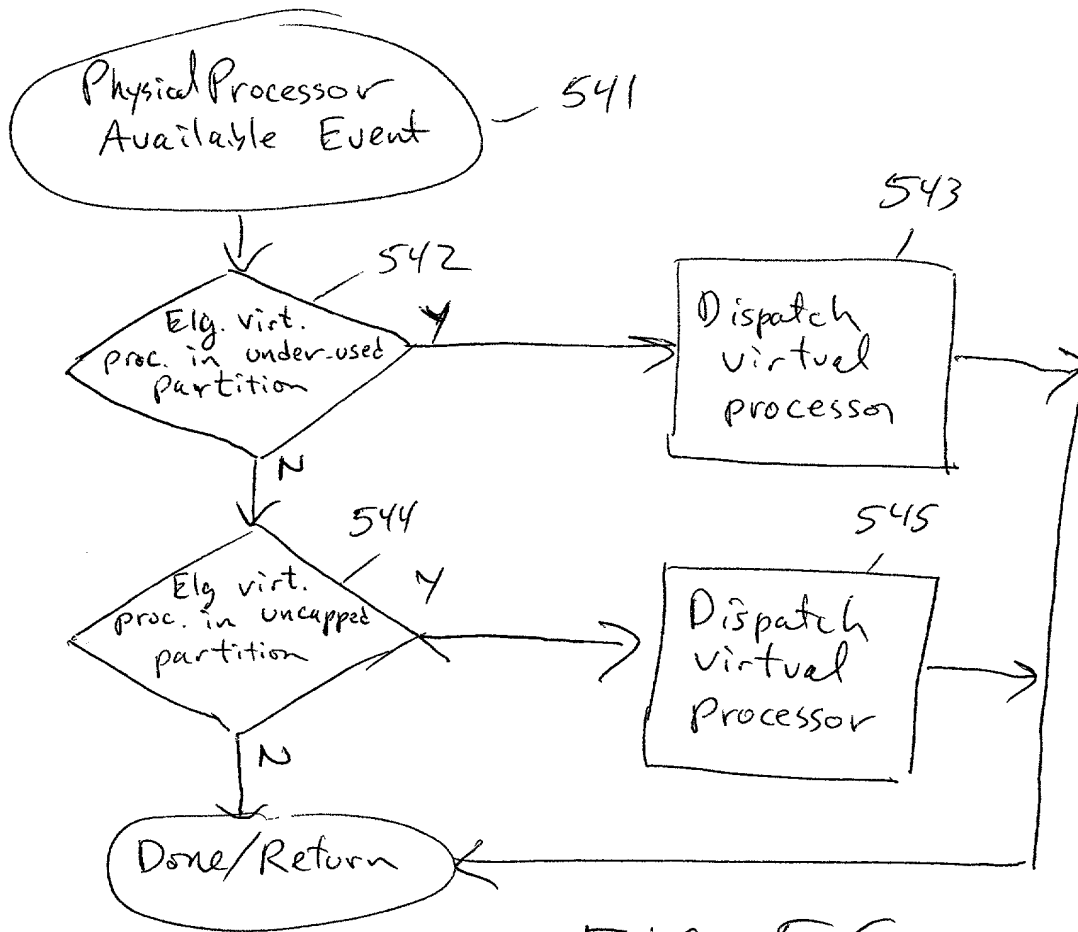 Physical Processor
Available Event
541
542
Elg. virt.
proc. in under-used
partition
Y
N
543
Dispatch
virtual
processor
544
Elg virt.
proc. in uncapped
partition
Y
N
545
Dispatch
virtual
Processor
Done/Return